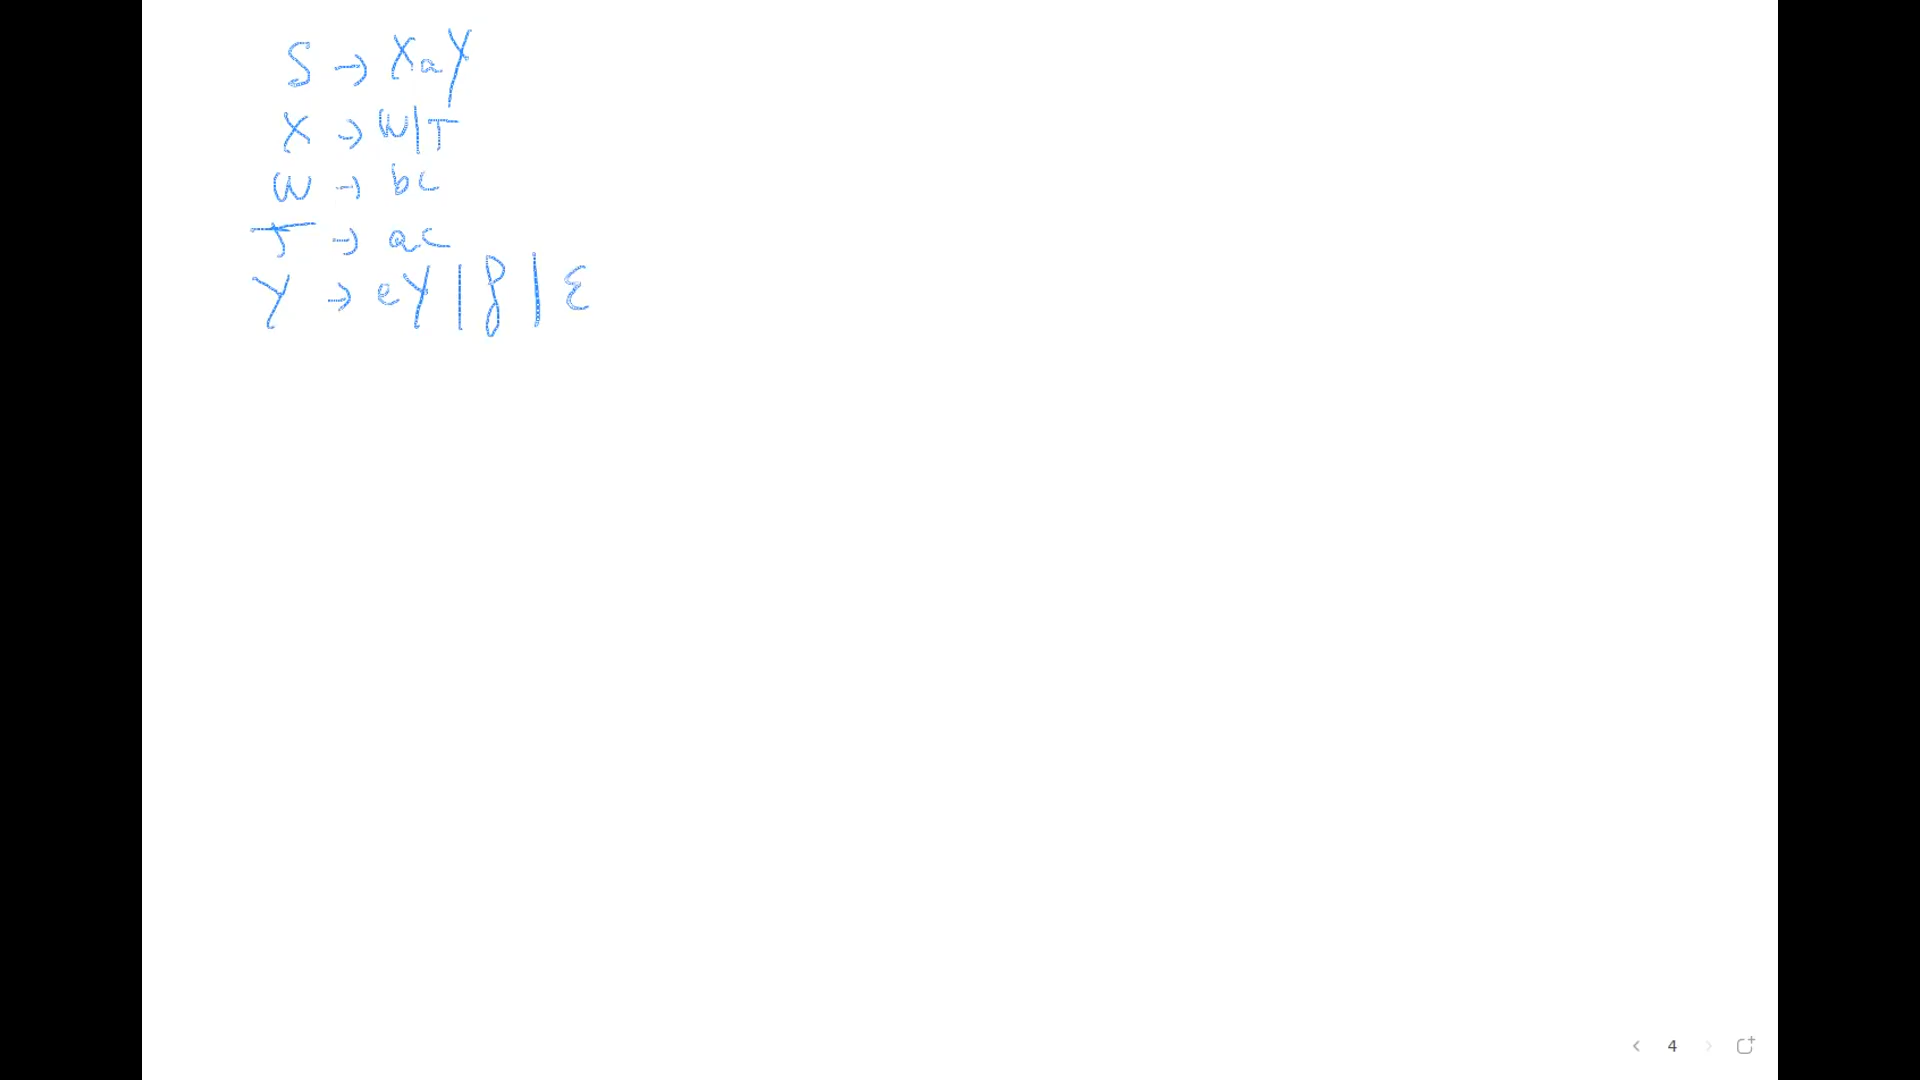 S → XaY
X → W|T
W → bc
T → ac
Y → eY | f | ε
4